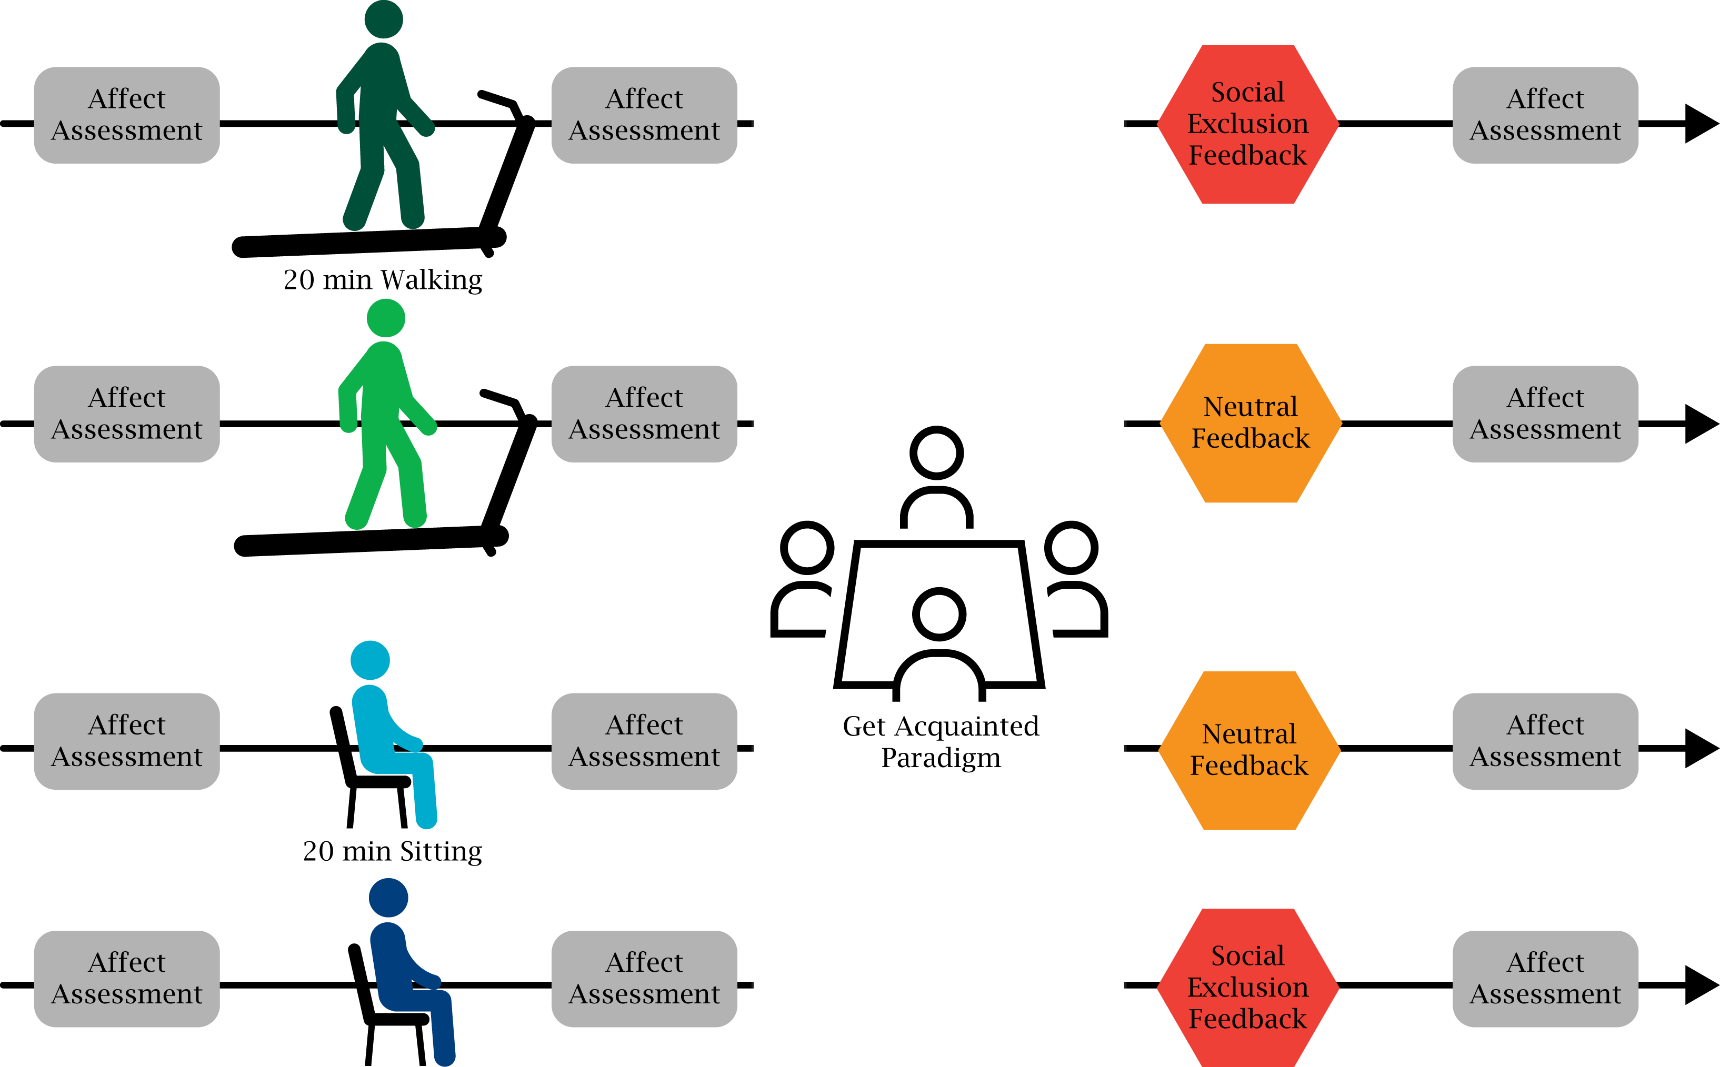 Affect
Assessment
20 min Walking
Affect
Assessment
Social
Exclusion
Feedback
Affect
Assessment
Affect
Assessment
Affect
Assessment
Neutral
Feedback
Affect
Assessment
Get Acquainted
Paradigm
Affect
Assessment
20 min Sitting
Affect
Assessment
Neutral
Feedback
Affect
Assessment
Affect
Assessment
Affect
Assessment
Social
Exclusion
Feedback
Affect
Assessment